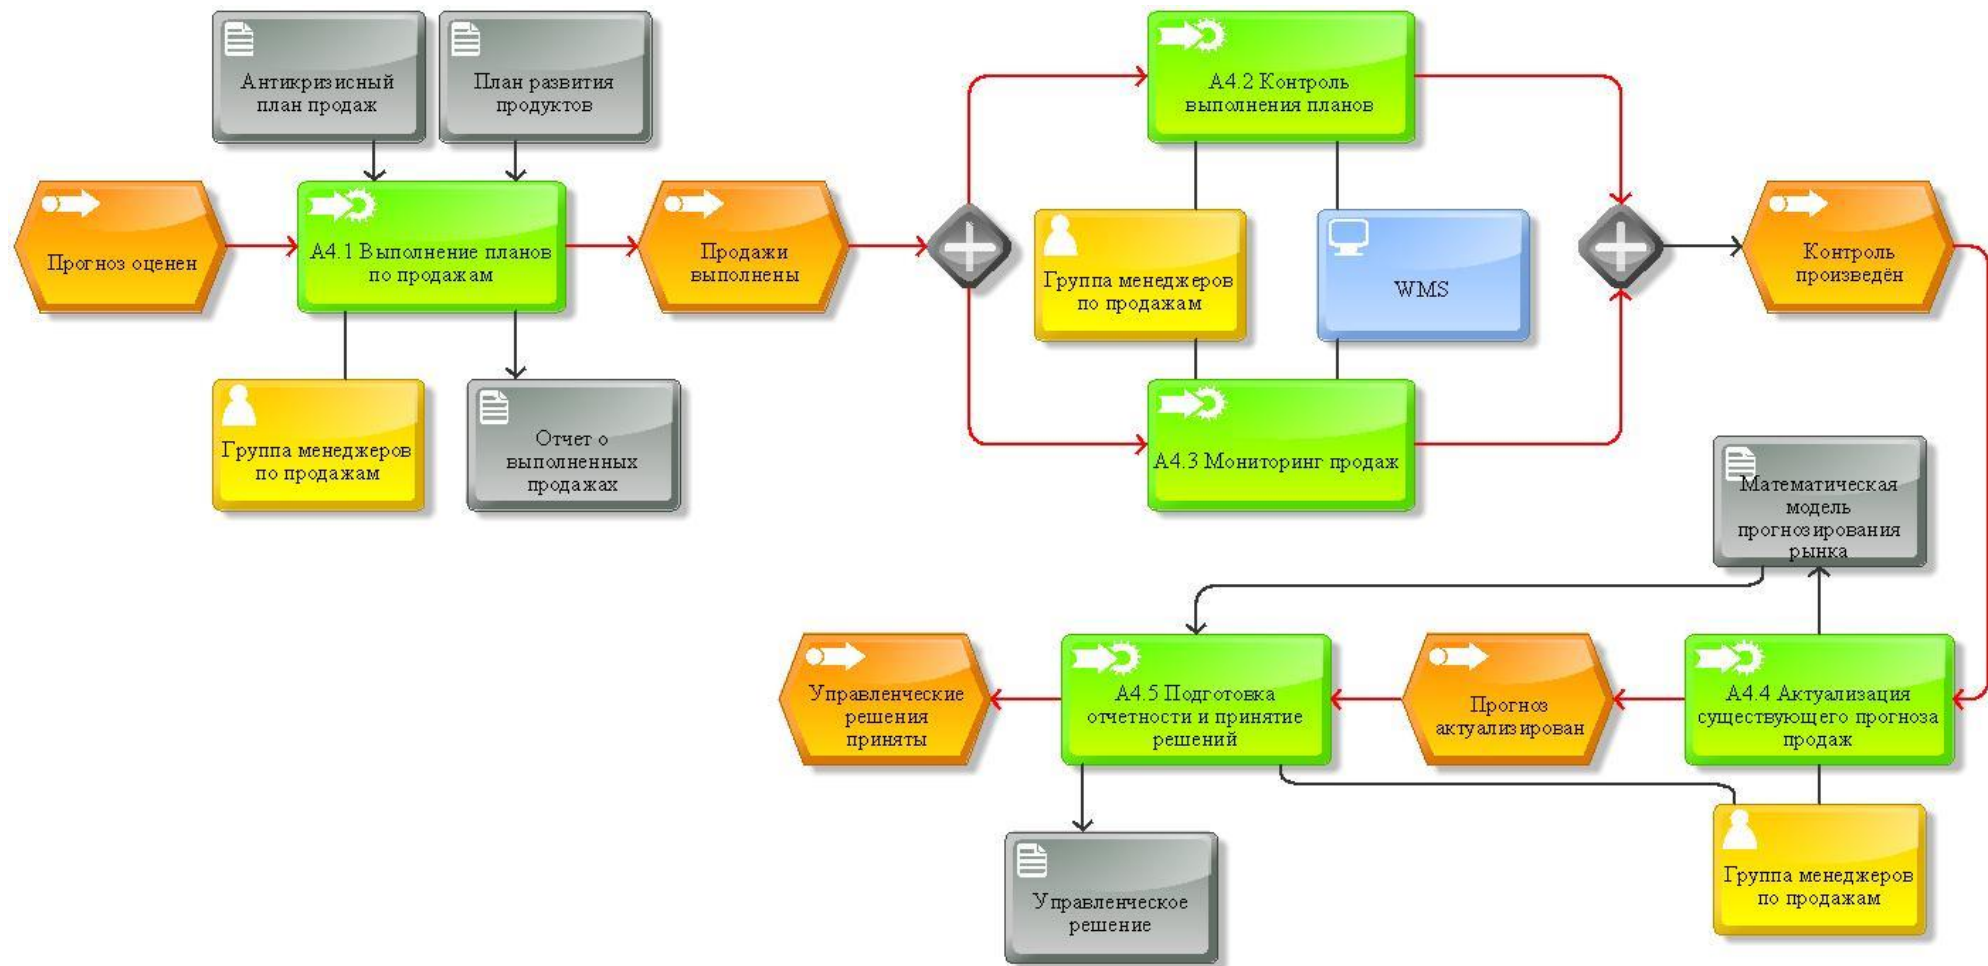 Антикризисный
план продаж
План развития
продуктов
А4.2 Контроль
выполнения планов
Прогноз оценен
А4.1 Выполнение планов
по продажам
Продажи
выполнены
Группа менеджеров
по продажам
WMS
Контроль
произведён
Группа менеджеров
по продажам
Отчет о
выполненных
продажах
А4.3 Мониторинг продаж
Математическая
модель
прогнозирования
рынка
Управленческие
решения
приняты
А4.5 Подготовка
отчетности и принятие
решений
Прогноз
актуализирован
А4.4 Актуализация
существующего прогноза
продаж
Управленческое
решение
Группа менеджеров
по продажам